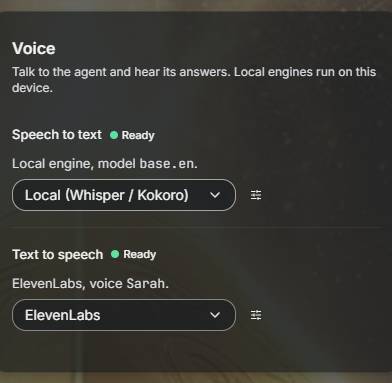 Voice
Talk to the agent and hear its answers. Local engines run on this
device.
Speech to text Ready
Local engine, model base.en.
Local (Whisper / Kokoro)
Text to speech Ready
ElevenLabs, voice Sarah.
ElevenLabs